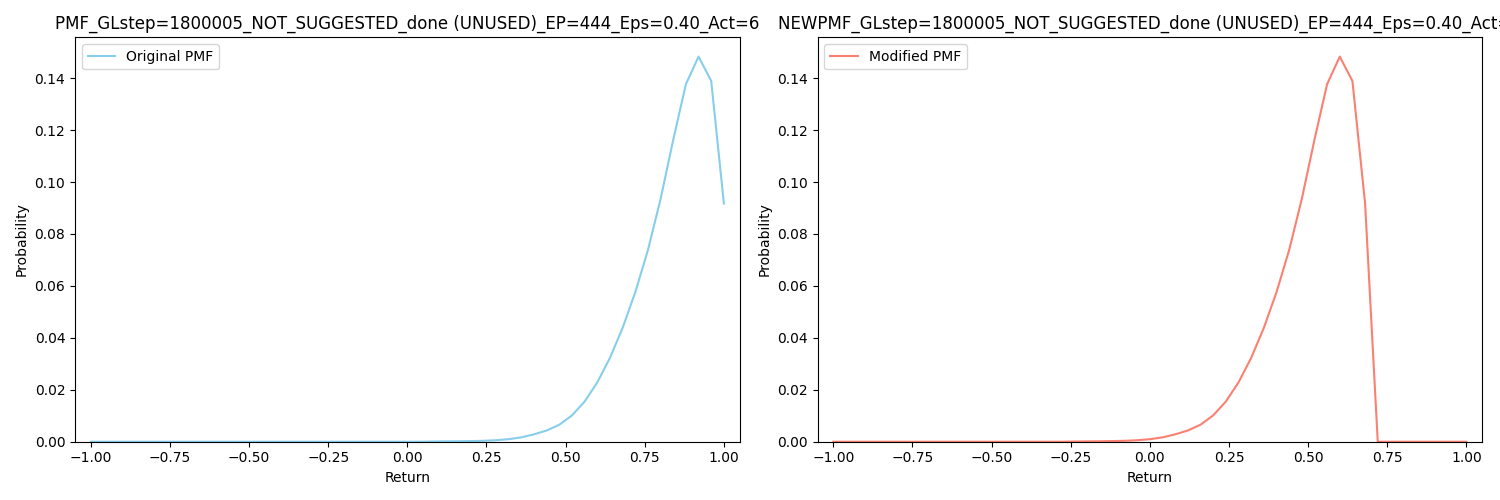 PMF_GLstep=1800005_NOT_SUGGESTED_done (UNUSED)_EP=444_Eps=0.40_Act=6
Original PMF
0.14
0.12
0.10
0.08
0.06
0.04
0.02
0.00
Probability
−1.00 −0.75 −0.50 −0.25 0.00 0.25 0.50 0.75 1.00
Return
NEWPMF_GLstep=1800005_NOT_SUGGESTED_done (UNUSED)_EP=444_Eps=0.40_Act=
Modified PMF
0.14
0.12
0.10
0.08
0.06
0.04
0.02
0.00
Probability
−1.00 −0.75 −0.50 −0.25 0.00 0.25 0.50 0.75 1.00
Return